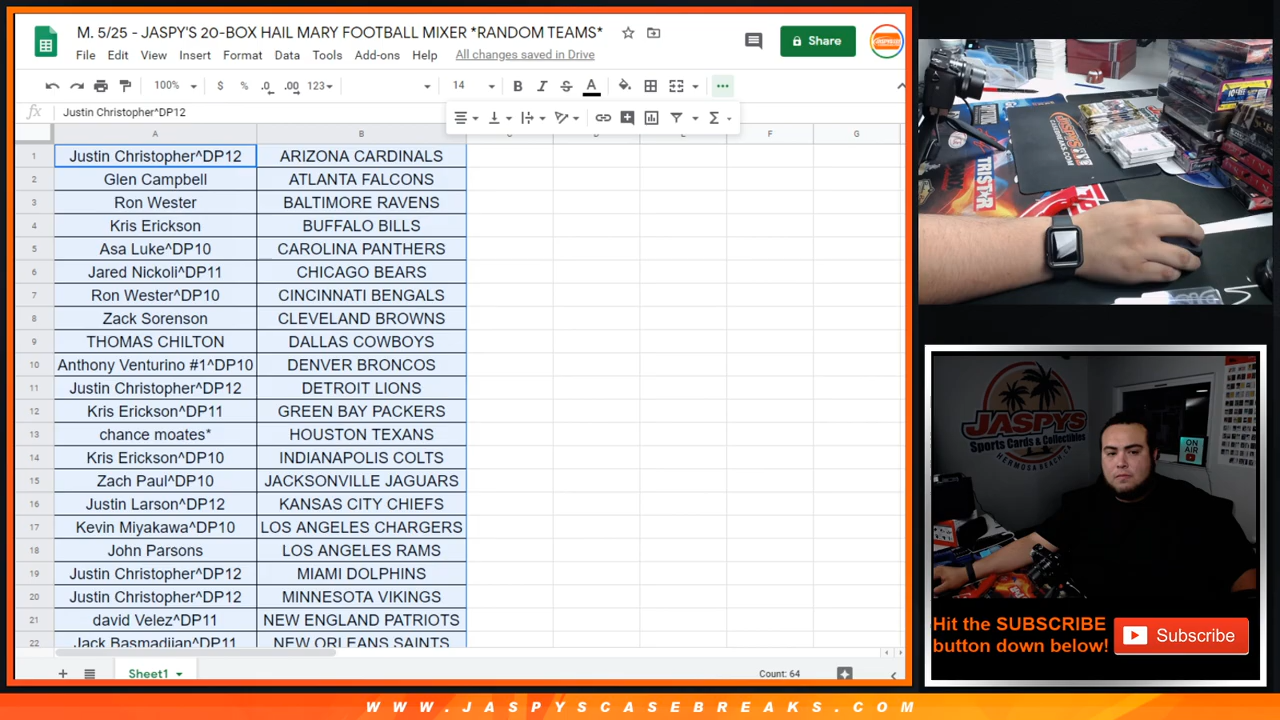 M. 5/25 - JASPY'S 20-BOX HAIL MARY FOOTBALL MIXER *RANDOM TEAMS*
File Edit View Insert Format Data Tools Add-ons Help All changes saved in Drive
Share
100% $ % .0 .00 123 14 B I S A
fx Justin Christopher^DP12
A B C D E F G
1 Justin Christopher^DP12 ARIZONA CARDINALS
2 Glen Campbell ATLANTA FALCONS
3 Ron Wester BALTIMORE RAVENS
4 Kris Erickson BUFFALO BILLS
5 Asa Luke^DP10 CAROLINA PANTHERS
6 Jared Nickoli^DP11 CHICAGO BEARS
7 Ron Wester^DP10 CINCINNATI BENGALS
8 Zack Sorenson CLEVELAND BROWNS
9 THOMAS CHILTON DALLAS COWBOYS
10 Anthony Venturino #1^DP10 DENVER BRONCOS
11 Justin Christopher^DP12 DETROIT LIONS
12 Kris Erickson^DP11 GREEN BAY PACKERS
13 chance moates* HOUSTON TEXANS
14 Kris Erickson^DP10 INDIANAPOLIS COLTS
15 Zach Paul^DP10 JACKSONVILLE JAGUARS
16 Justin Larson^DP12 KANSAS CITY CHIEFS
17 Kevin Miyakawa^DP10 LOS ANGELES CHARGERS
18 John Parsons LOS ANGELES RAMS
19 Justin Christopher^DP12 MIAMI DOLPHINS
20 Justin Christopher^DP12 MINNESOTA VIKINGS
21 david Velez^DP11 NEW ENGLAND PATRIOTS
22 Jack Basmadjian^DP11 NEW ORLEANS SAINTS
Sheet1 Count: 64
TRISTAR
JASPYS
CASEBREAKS.COM
JASPYS
Sports Cards & Collectibles
HERMOSA BEACH, CA
ON AIR
Hit the SUBSCRIBE
button down below!
Subscribe
WWW.JASPYSCASEBREAKS.COM